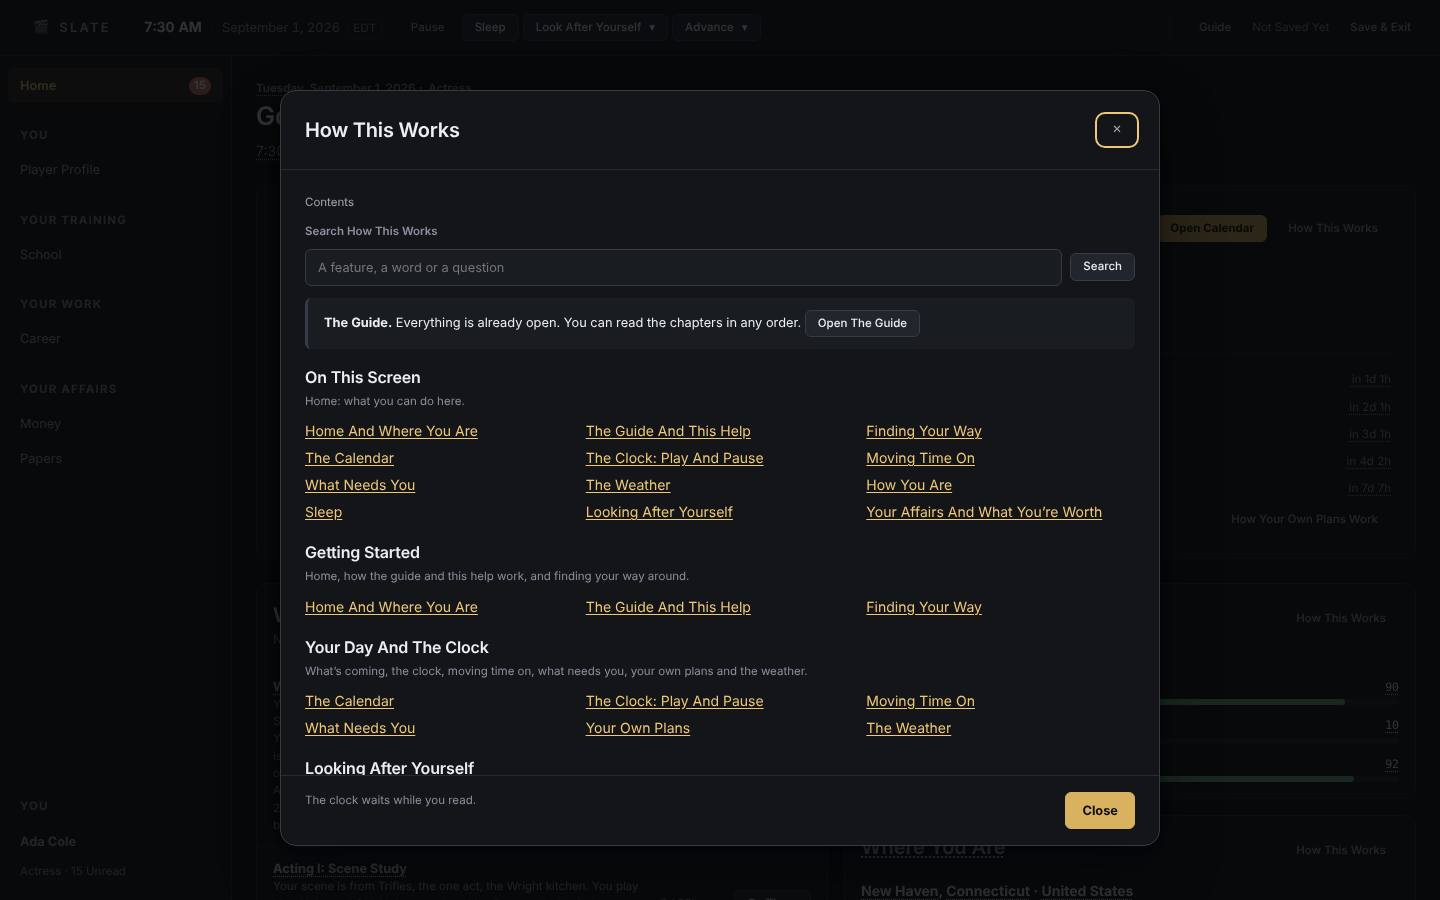 SLATE
7:30 AM
September 1, 2026
EDT
Pause
Sleep
Look After Yourself ▾
Advance ▾
Guide
Not Saved Yet
Save & Exit
Home
15
YOU
Player Profile
YOUR TRAINING
School
YOUR WORK
Career
YOUR AFFAIRS
Money
Papers
YOU
Ada Cole
Actress · 15 Unread
Tuesday, September 1, 2026 · Actress
Open Calendar
How This Works
in 1d 1h
in 2d 1h
in 3d 1h
in 4d 2h
in 7d 7h
How Your Own Plans Work
How This Works
90
10
92
Acting I: Scene Study
Your scene is from Trifles, the one act, the Wright kitchen. You play
Where You Are
How This Works
New Haven, Connecticut · United States
How This Works
×
Contents
Search How This Works
A feature, a word or a question
Search
The Guide. Everything is already open. You can read the chapters in any order.
Open The Guide
On This Screen
Home: what you can do here.
Home And Where You Are
The Guide And This Help
Finding Your Way
The Calendar
The Clock: Play And Pause
Moving Time On
What Needs You
The Weather
How You Are
Sleep
Looking After Yourself
Your Affairs And What You’re Worth
Getting Started
Home, how the guide and this help work, and finding your way around.
Home And Where You Are
The Guide And This Help
Finding Your Way
Your Day And The Clock
What’s coming, the clock, moving time on, what needs you, your own plans and the weather.
The Calendar
The Clock: Play And Pause
Moving Time On
What Needs You
Your Own Plans
The Weather
Looking After Yourself
The clock waits while you read.
Close